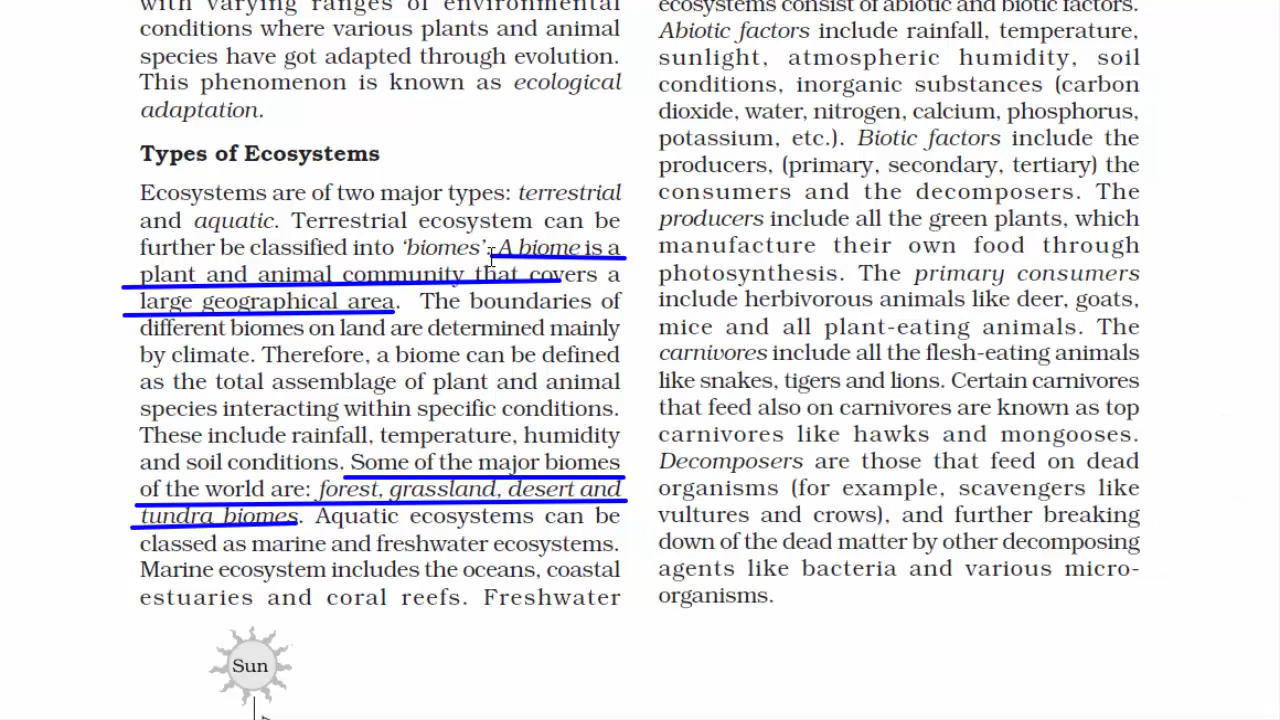 with varying ranges of environmental
conditions where various plants and animal
species have got adapted through evolution.
This phenomenon is known as ecological
adaptation.
Types of Ecosystems
Ecosystems are of two major types: terrestrial
and aquatic. Terrestrial ecosystem can be
further be classified into ‘biomes’. A biome is a
plant and animal community that covers a
large geographical area. The boundaries of
different biomes on land are determined mainly
by climate. Therefore, a biome can be defined
as the total assemblage of plant and animal
species interacting within specific conditions.
These include rainfall, temperature, humidity
and soil conditions. Some of the major biomes
of the world are: forest, grassland, desert and
tundra biomes. Aquatic ecosystems can be
classed as marine and freshwater ecosystems.
Marine ecosystem includes the oceans, coastal
estuaries and coral reefs. Freshwater
ecosystems consist of abiotic and biotic factors.
Abiotic factors include rainfall, temperature,
sunlight, atmospheric humidity, soil
conditions, inorganic substances (carbon
dioxide, water, nitrogen, calcium, phosphorus,
potassium, etc.). Biotic factors include the
producers, (primary, secondary, tertiary) the
consumers and the decomposers. The
producers include all the green plants, which
manufacture their own food through
photosynthesis. The primary consumers
include herbivorous animals like deer, goats,
mice and all plant-eating animals. The
carnivores include all the flesh-eating animals
like snakes, tigers and lions. Certain carnivores
that feed also on carnivores are known as top
carnivores like hawks and mongooses.
Decomposers are those that feed on dead
organisms (for example, scavengers like
vultures and crows), and further breaking
down of the dead matter by other decomposing
agents like bacteria and various micro-
organisms.
Sun